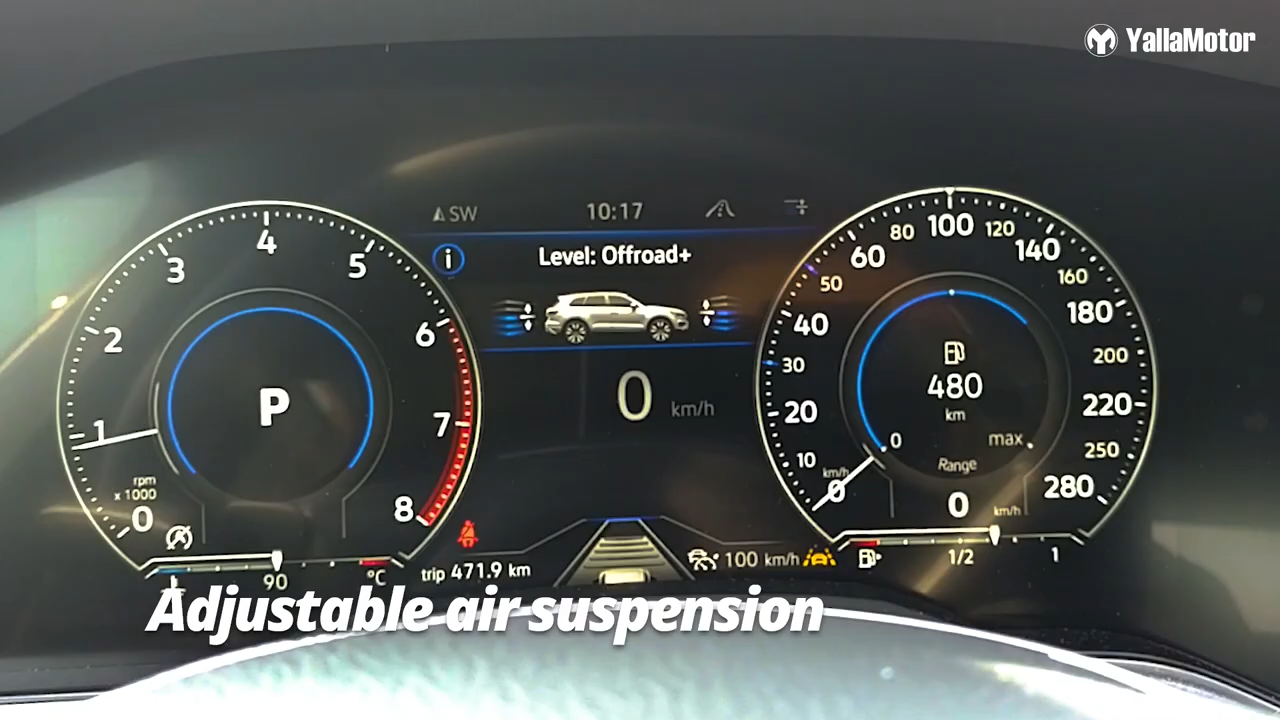 YallaMotor
SW 10:17
i Level: Offroad+
0 km/h
P
0 1 2 3 4 5 6 7 8
rpm
x 1000
90 °C
trip 471.9 km
100 km/h
0 10 20 30 40 50 60 80 100 120 140 160 180 200 220 250 280
km/h
480
km
0 max.
Range
0 km/h
1/2 1
Adjustable air suspension